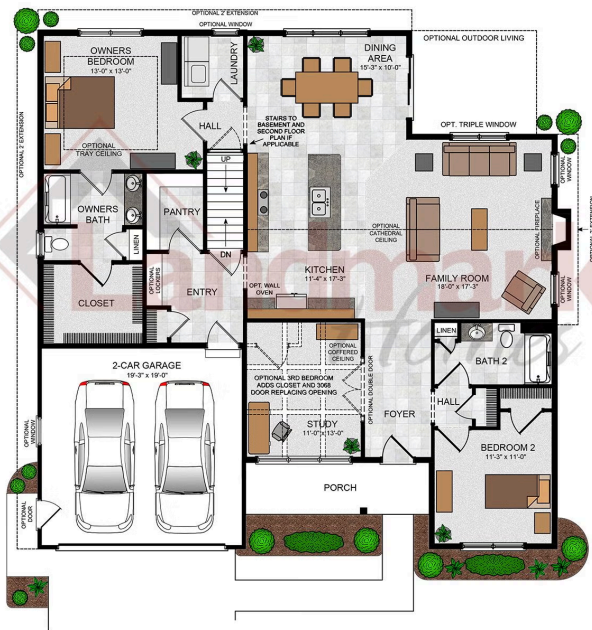 OPTIONAL 2' EXTENSION
OPTIONAL WINDOW
OWNERS
BEDROOM
13'-0" x 13'-0"
OPTIONAL
TRAY CEILING
LAUNDRY
DINING
AREA
15'-3" x 10'-0"
OPTIONAL OUTDOOR LIVING
OPT. TRIPLE WINDOW
HALL
STAIRS TO
BASEMENT AND
SECOND FLOOR
PLAN IF
APPLICABLE
UP
OPTIONAL 2' EXTENSION
OPTIONAL
WINDOW
OWNERS
BATH
LINEN
PANTRY
DN
OPTIONAL
CATHEDRAL
CEILING
OPTIONAL FIREPLACE
CLOSET
OPTIONAL
LOCKERS
ENTRY
OPT. WALL
OVEN
KITCHEN
11'-4" x 17'-3"
FAMILY ROOM
18'-0" x 17'-3"
OPTIONAL
WINDOW
Landmark
Homes
2-CAR GARAGE
19'-3" x 19'-0"
OPTIONAL
COFFERED
CEILING
OPTIONAL DOUBLE DOOR
OPTIONAL 3RD BEDROOM
ADDS CLOSET AND 3068
DOOR REPLACING OPENING
STUDY
11'-0" x 13'-0"
FOYER
LINEN
BATH 2
HALL
BEDROOM 2
11'-3" x 11'-0"
OPTIONAL
WINDOW
OPTIONAL
DOOR
PORCH